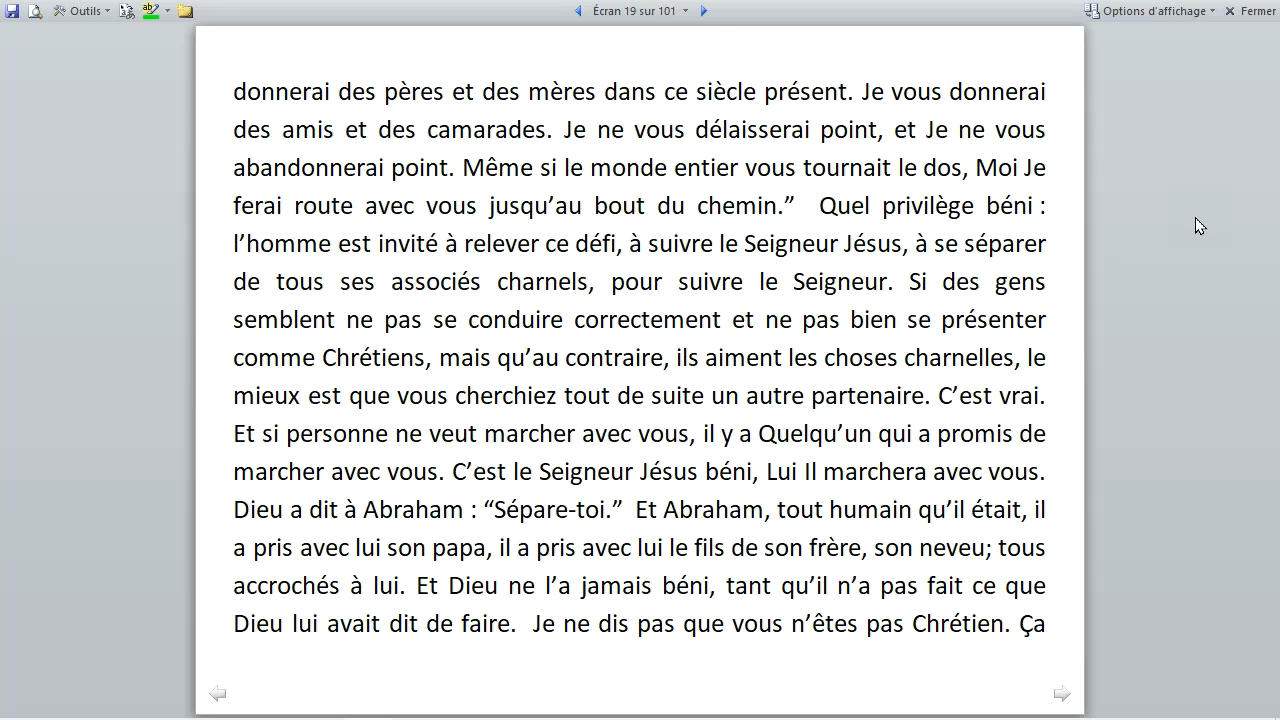 Outils
Écran 19 sur 101
Options d'affichage
Fermer
donnerai des pères et des mères dans ce siècle présent. Je vous donnerai
des amis et des camarades. Je ne vous délaisserai point, et Je ne vous
abandonnerai point. Même si le monde entier vous tournait le dos, Moi Je
ferai route avec vous jusqu’au bout du chemin.”  Quel privilège béni :
l’homme est invité à relever ce défi, à suivre le Seigneur Jésus, à se séparer
de tous ses associés charnels, pour suivre le Seigneur. Si des gens
semblent ne pas se conduire correctement et ne pas bien se présenter
comme Chrétiens, mais qu’au contraire, ils aiment les choses charnelles, le
mieux est que vous cherchiez tout de suite un autre partenaire. C’est vrai.
Et si personne ne veut marcher avec vous, il y a Quelqu’un qui a promis de
marcher avec vous. C’est le Seigneur Jésus béni, Lui Il marchera avec vous.
Dieu a dit à Abraham : “Sépare-toi.”  Et Abraham, tout humain qu’il était, il
a pris avec lui son papa, il a pris avec lui le fils de son frère, son neveu; tous
accrochés à lui. Et Dieu ne l’a jamais béni, tant qu’il n’a pas fait ce que
Dieu lui avait dit de faire.  Je ne dis pas que vous n’êtes pas Chrétien. Ça